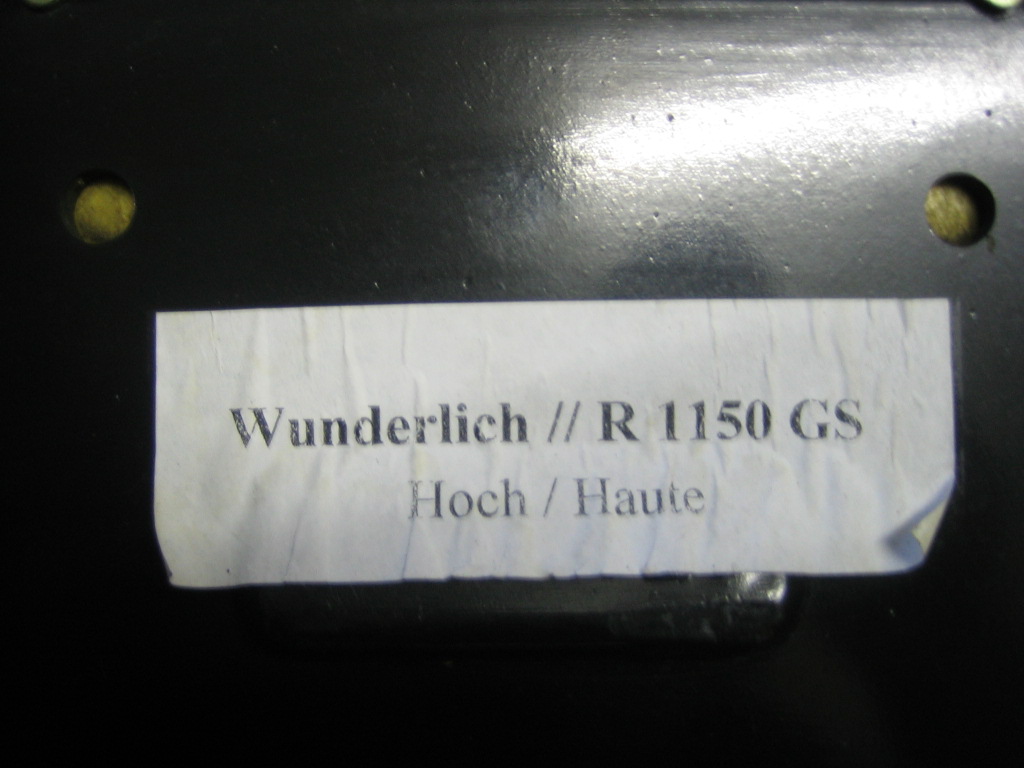 Wunderlich // R 1150 GS
Hoch / Haute